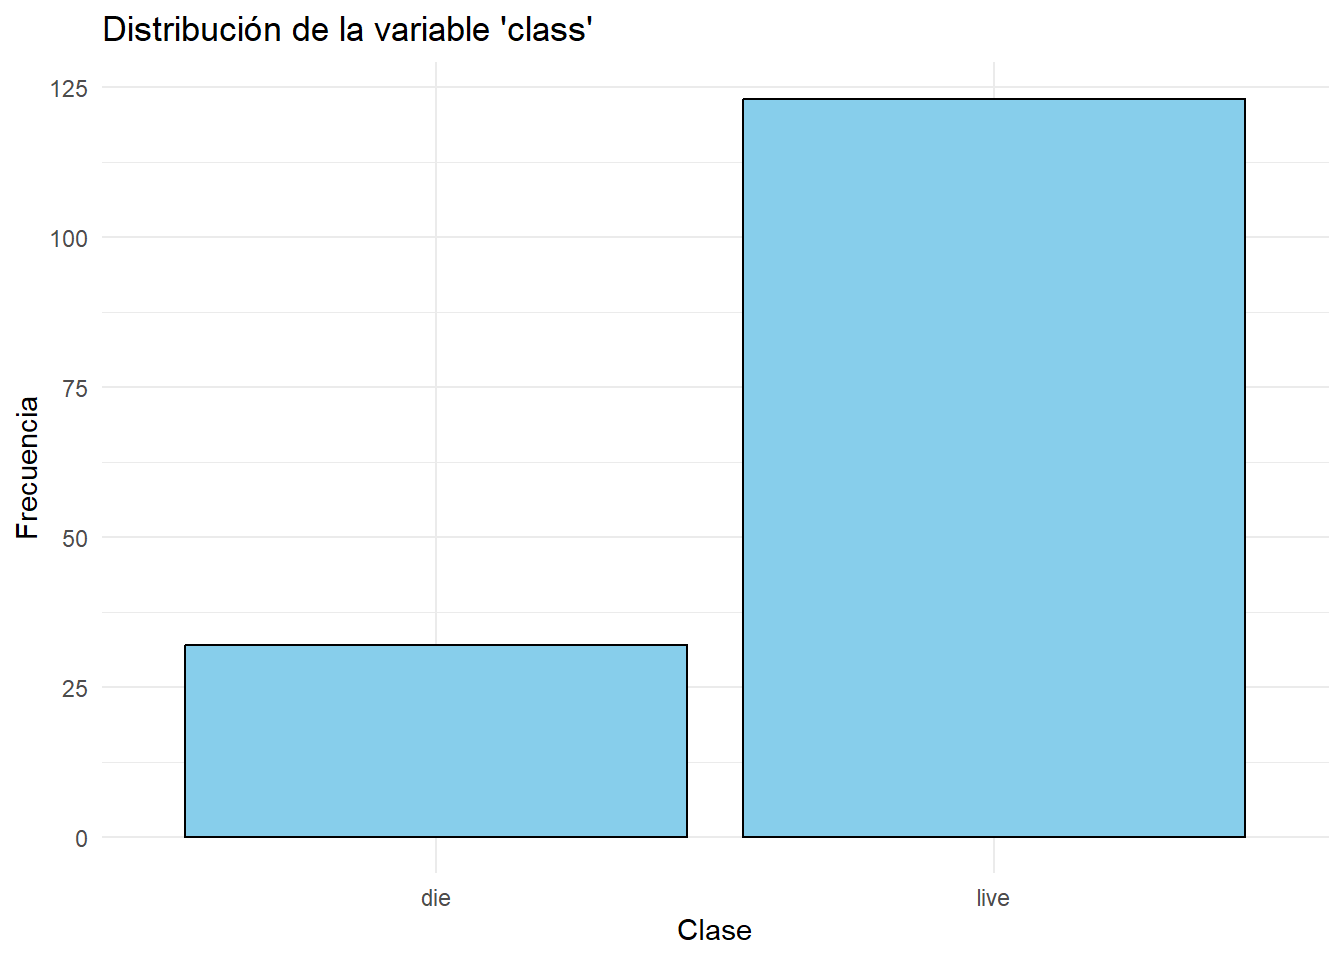 Distribución de la variable 'class'
125
100
75
50
25
0
Frecuencia
die
live
Clase